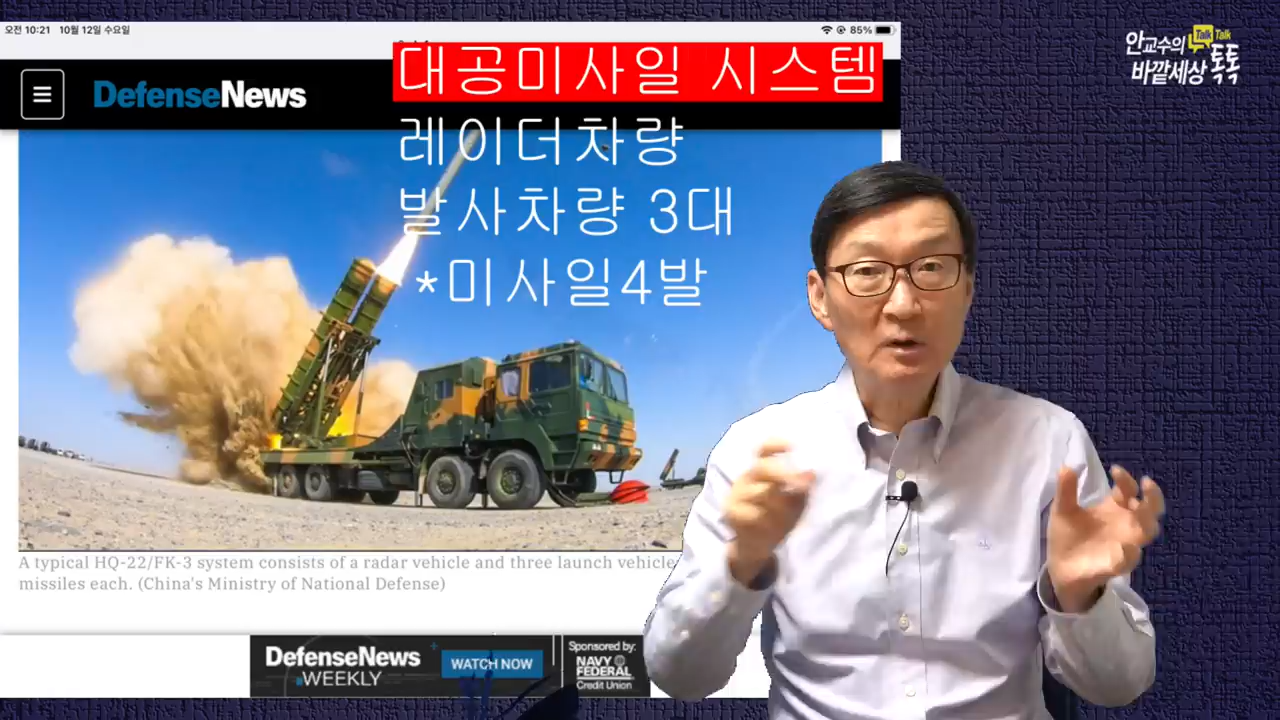 오전 10:21 10월 12일 수요일
85%
안교수의 Talk Talk
바깥세상 톡톡
DefenseNews
대공미사일 시스템
레이더차량
발사차량 3대
*미사일4발
A typical HQ-22/FK-3 system consists of a radar vehicle and three launch vehicle
missiles each. (China's Ministry of National Defense)
DefenseNews
WEEKLY
WATCH NOW
Sponsored by:
NAVY
FEDERAL
Credit Union